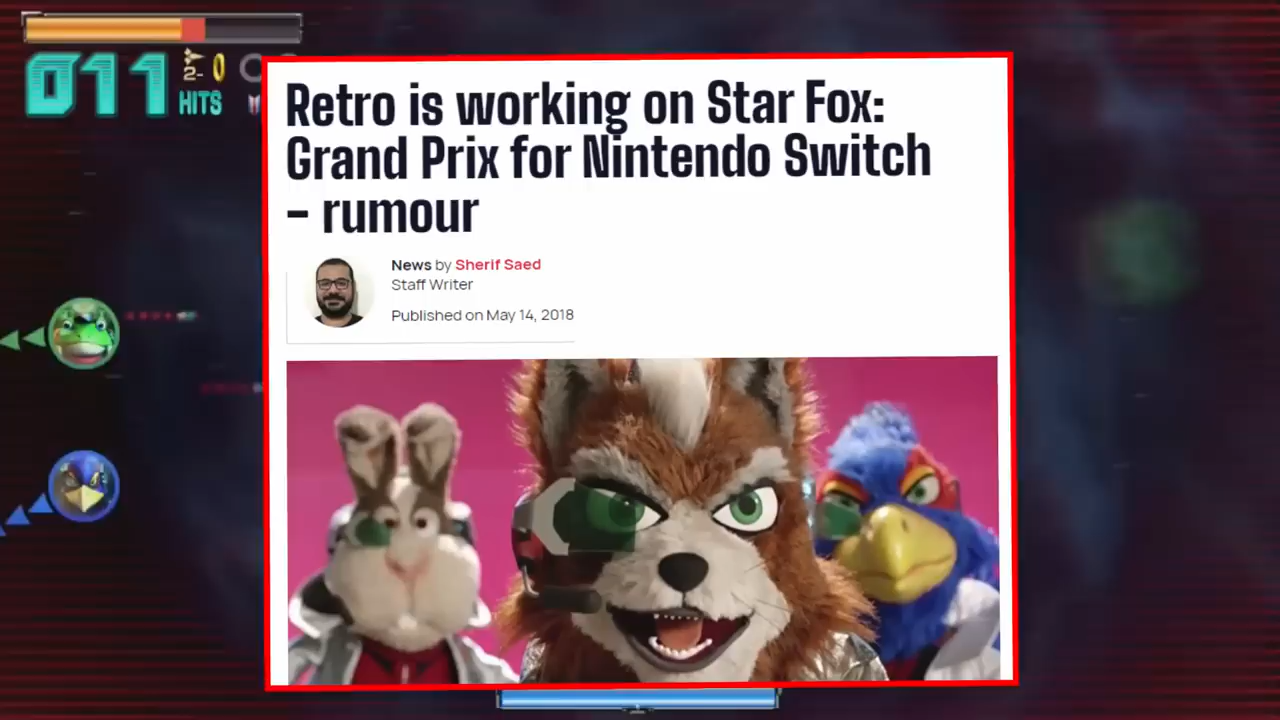 011
HITS
2-
Retro is working on Star Fox:
Grand Prix for Nintendo Switch
- rumour
News by Sherif Saed
Staff Writer
Published on May 14, 2018